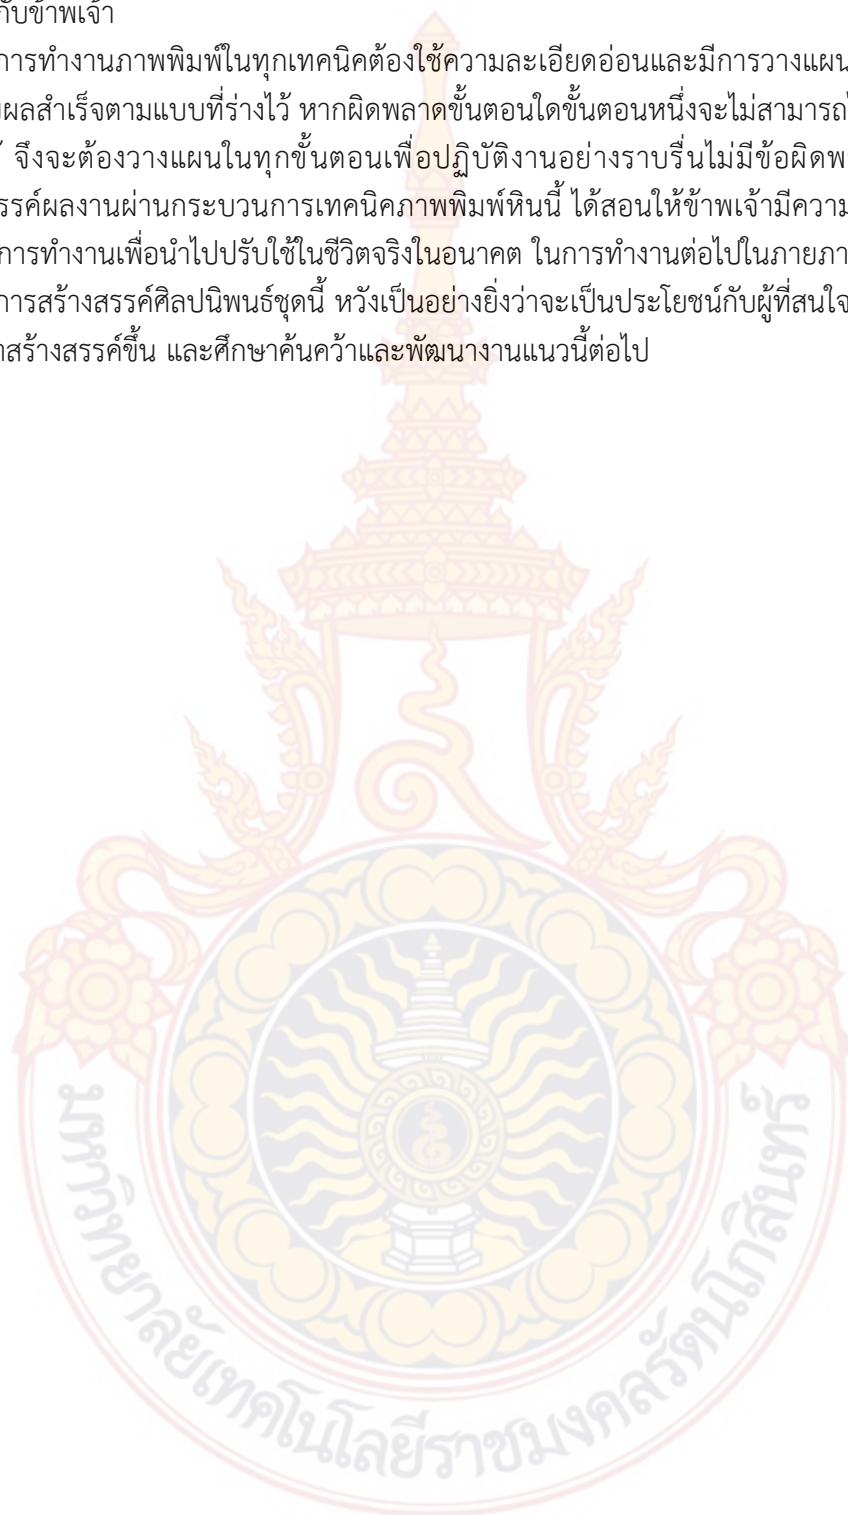 กับข้าพเจ้า
การทำงานภาพพิมพ์ในทุกเทคนิคต้องใช้ความละเอียดอ่อนและมีการวางแผน
ผลสำเร็จตามแบบที่ร่างไว้ หากผิดพลาดขั้นตอนใดขั้นตอนหนึ่งจะไม่สามารถ
จึงจะต้องวางแผนในทุกขั้นตอนเพื่อปฏิบัติงานอย่างราบรื่นไม่มีข้อผิดพ
รรค์ผลงานผ่านกระบวนการเทคนิคภาพพิมพ์หินนี้ ได้สอนให้ข้าพเจ้ามีความ
การทำงานเพื่อนำไปปรับใช้ในชีวิตจริงในอนาคต ในการทำงานต่อไปในภายภา
การสร้างสรรค์ศิลปนิพนธ์ชุดนี้ หวังเป็นอย่างยิ่งว่าจะเป็นประโยชน์กับผู้ที่สนใจ
าสร้างสรรค์ขึ้น และศึกษาค้นคว้าและพัฒนางานแนวนี้ต่อไป
มหาวิทยาลัยเทคโนโลยีราชมงคลรัตนโกสินทร์